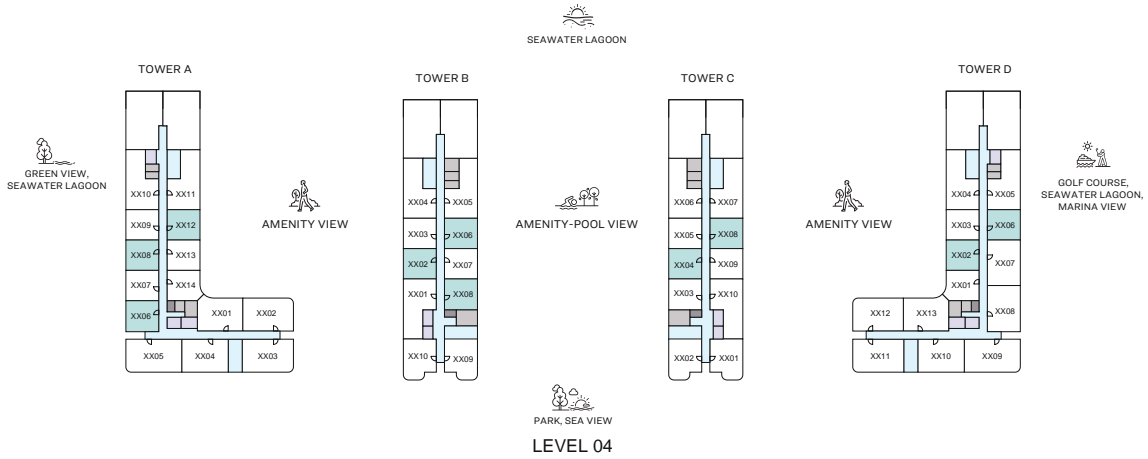 SEAWATER LAGOON
TOWER A
TOWER B
TOWER C
TOWER D
GREEN VIEW,
SEAWATER LAGOON
AMENITY VIEW
AMENITY-POOL VIEW
AMENITY VIEW
GOLF COURSE,
SEAWATER LAGOON,
MARINA VIEW
XX10 XX11
XX09 XX12
XX08 XX13
XX07 XX14
XX06 XX01 XX02
XX05 XX04 XX03
XX04 XX05
XX03 XX06
XX02 XX07
XX01 XX08
XX10 XX09
XX06 XX07
XX05 XX08
XX04 XX09
XX03 XX10
XX02 XX01
XX04 XX05
XX03 XX06
XX02 XX07
XX01
XX12 XX13 XX08
XX11 XX10 XX09
PARK, SEA VIEW
LEVEL 04